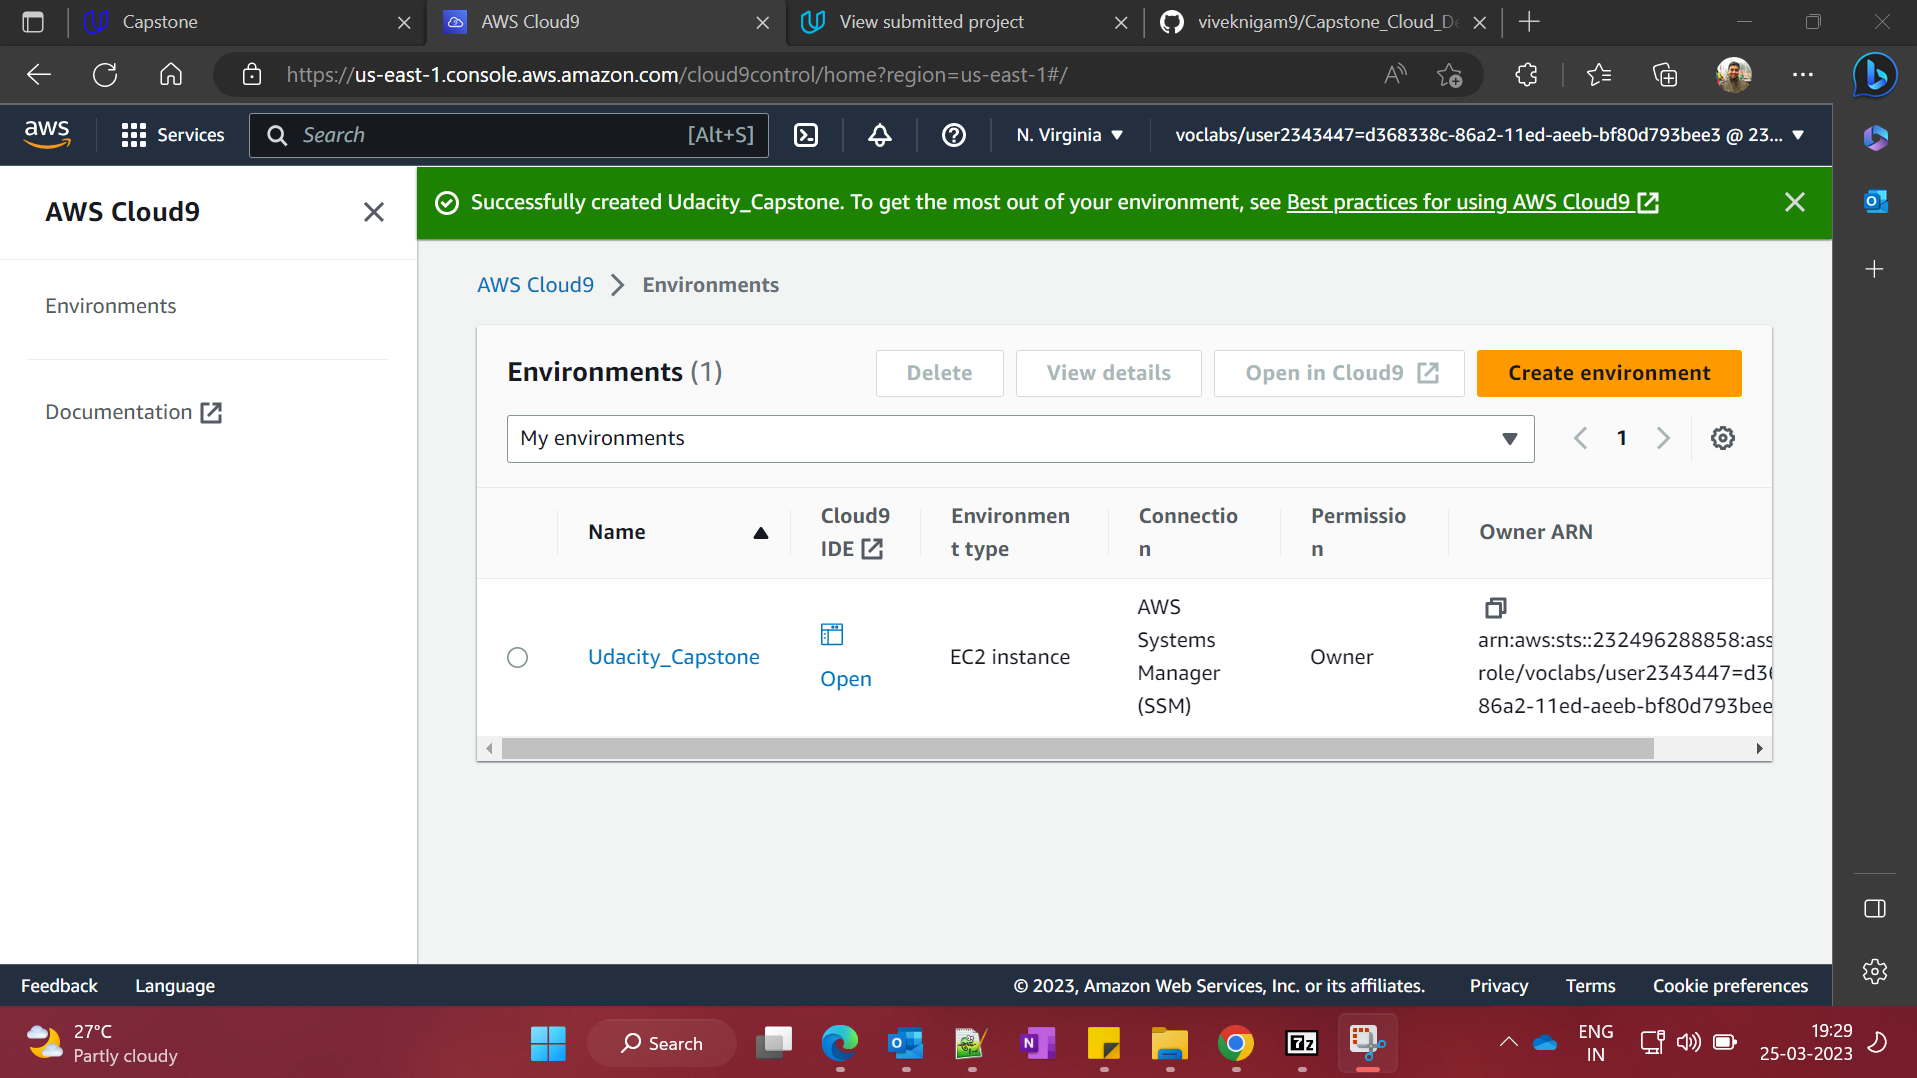 Capstone
AWS Cloud9
View submitted project
viveknigam9/Capstone_Cloud_De
https://us-east-1.console.aws.amazon.com/cloud9control/home?region=us-east-1#/
aws
Services
Search
[Alt+S]
N. Virginia
voclabs/user2343447=d368338c-86a2-11ed-aeeb-bf80d793bee3 @ 23...
AWS Cloud9
Successfully created Udacity_Capstone. To get the most out of your environment, see Best practices for using AWS Cloud9
Environments
Documentation
AWS Cloud9
Environments
Environments (1)
Delete
View details
Open in Cloud9
Create environment
My environments
1
Name
Cloud9
IDE
Environmen
t type
Connectio
n
Permissio
n
Owner ARN
Udacity_Capstone
Open
EC2 instance
AWS
Systems
Manager
(SSM)
Owner
arn:aws:sts::232496288858:ass
role/voclabs/user2343447=d36
86a2-11ed-aeeb-bf80d793bee
Feedback
Language
© 2023, Amazon Web Services, Inc. or its affiliates.
Privacy
Terms
Cookie preferences
27°C
Partly cloudy
Search
ENG
IN
19:29
25-03-2023